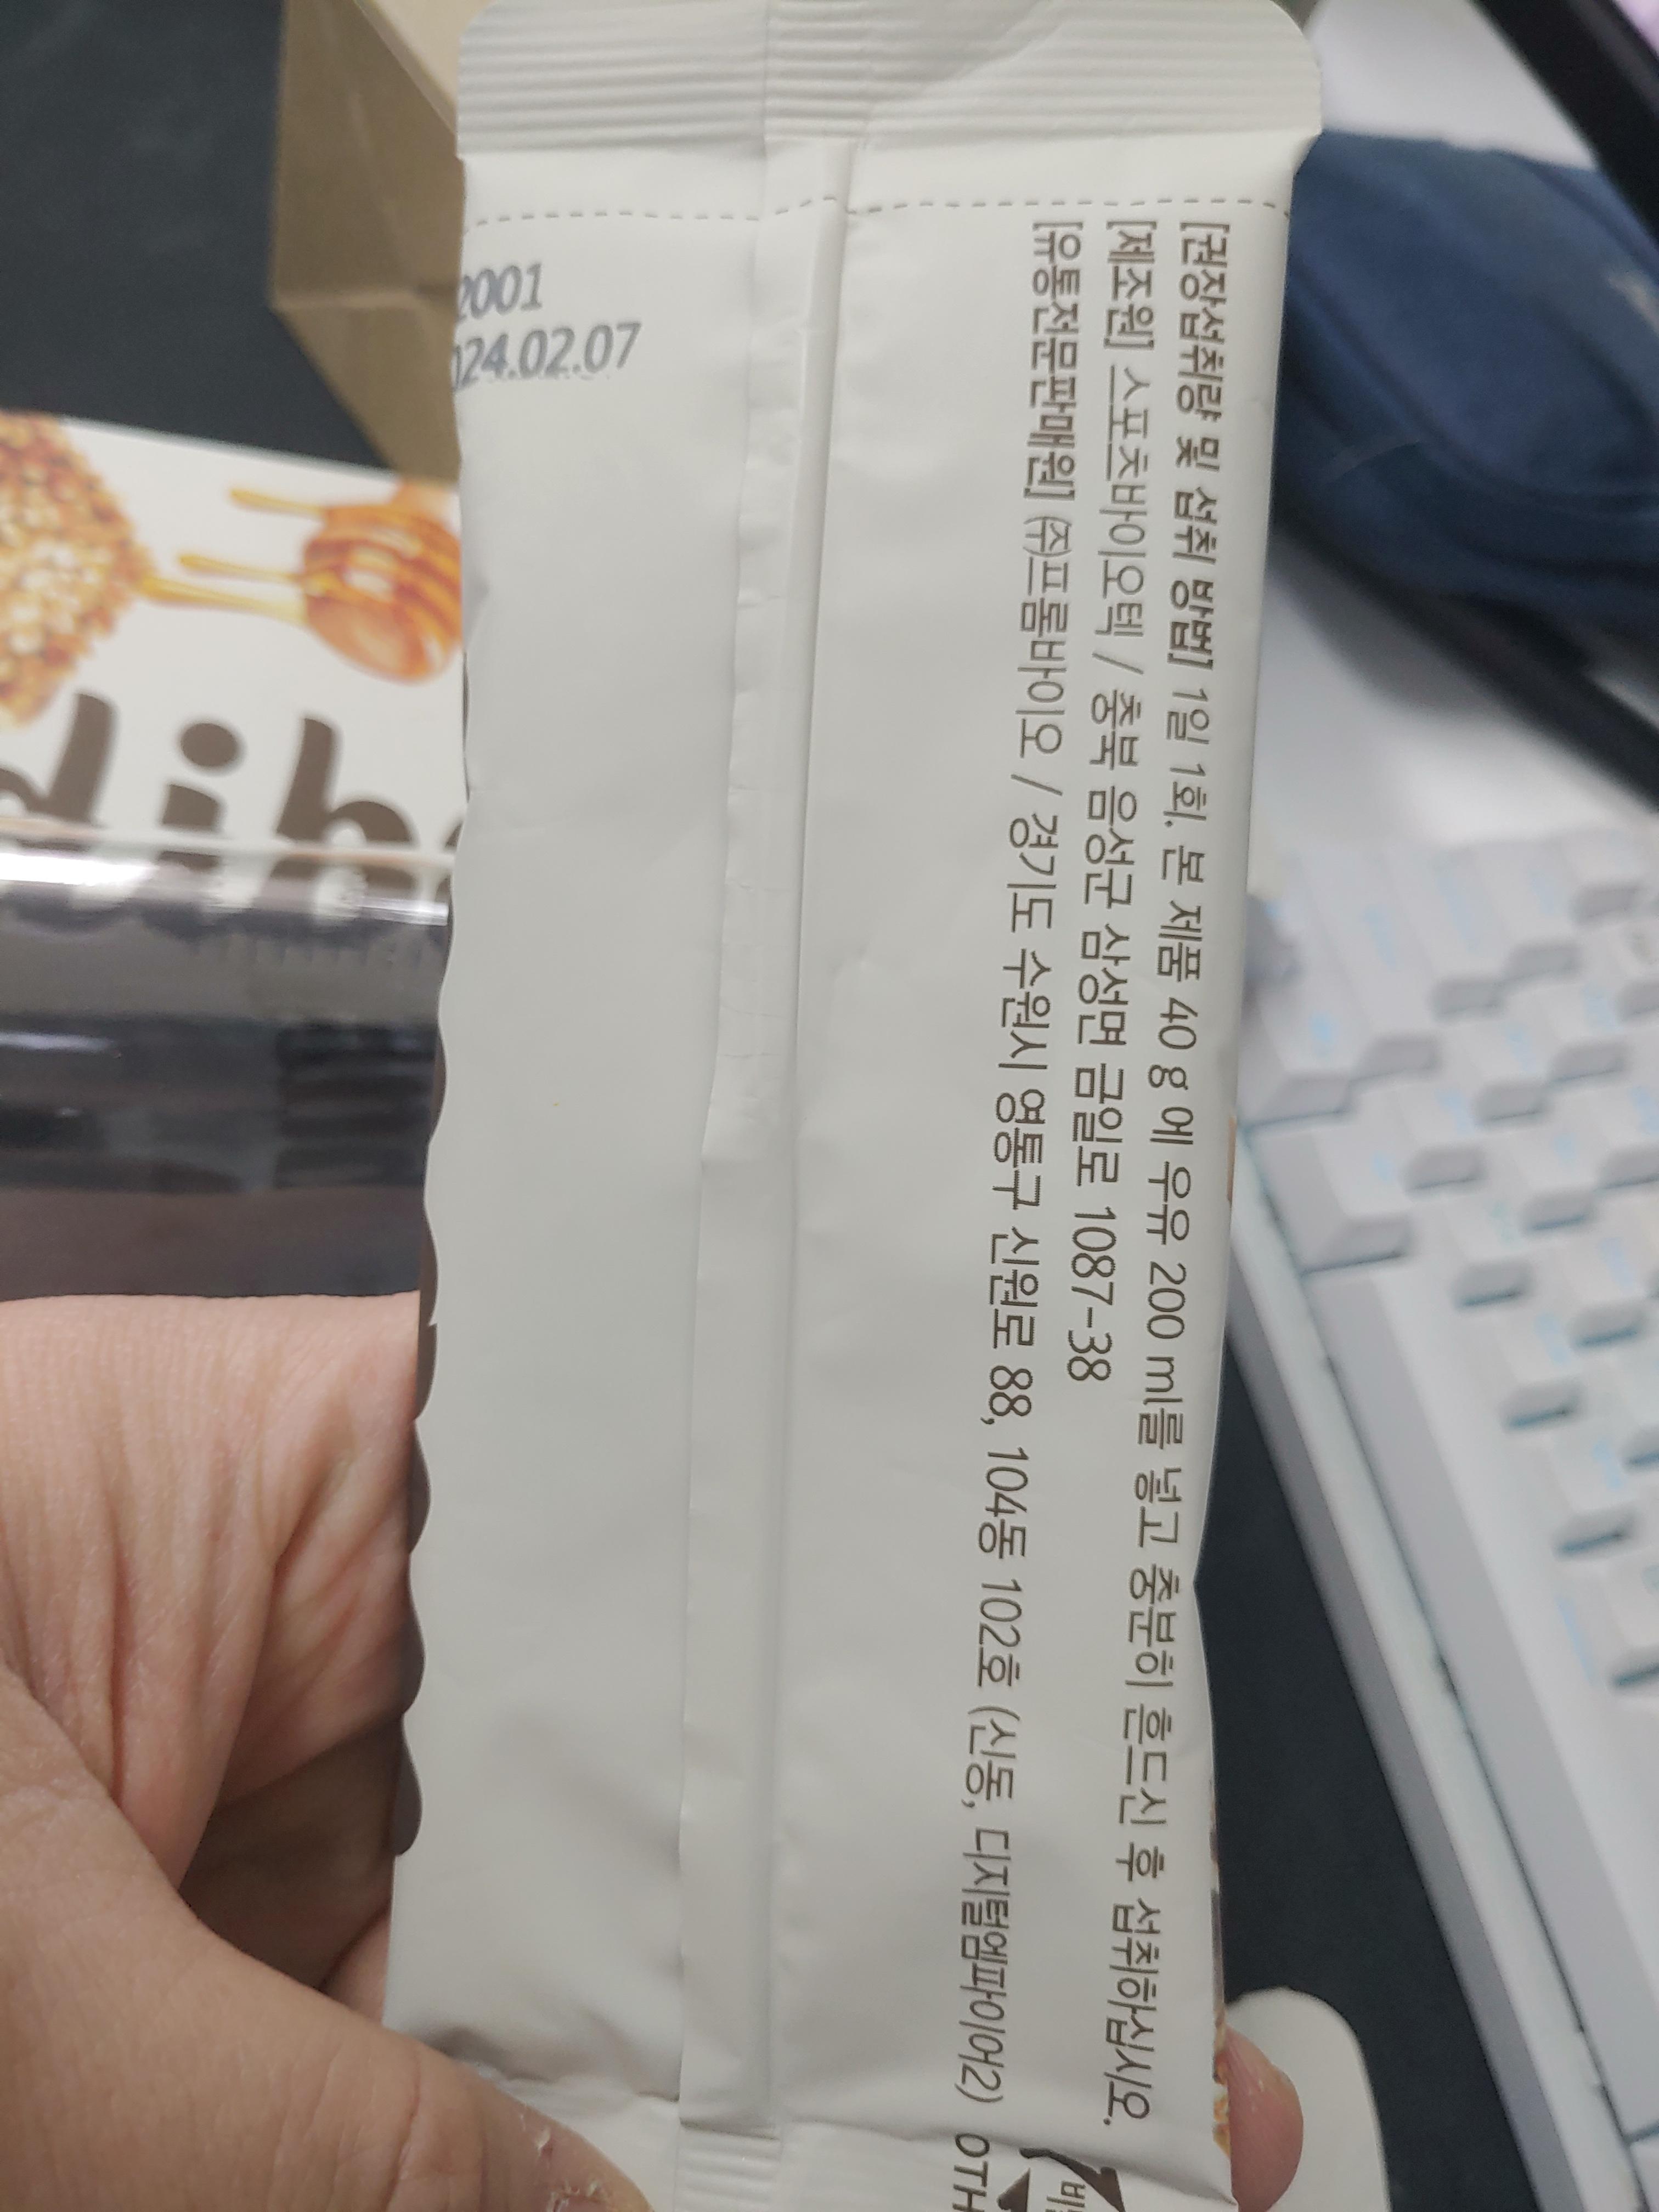 [권장섭취량 및 섭취 방법] 1일 1회. 본 제품 40 g 에 우유 200 ml를 넣고 충분히 흔드신 후 섭취하십시오.
[제조원] 스포츠바이오텍 / 충북 음성군 삼성면 금일로 1087-38
[유통전문판매원] ㈜프롬바이오 / 경기도 수원시 영통구 신원로 88, 104동 102호 (신동, 디지털엠파이어2)
2001
024.02.07
OTH